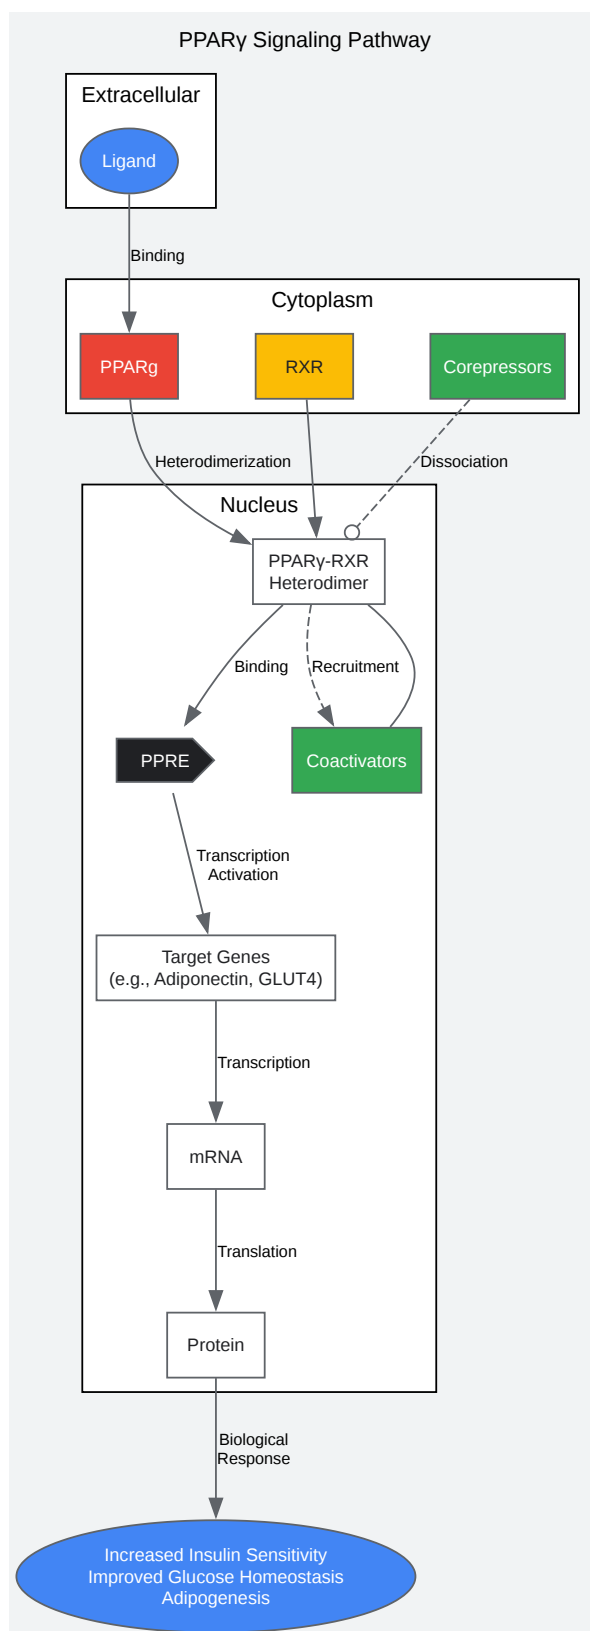 PPARγ Signaling Pathway
Extracellular
Ligand
Binding
Cytoplasm
PPARg
RXR
Corepressors
Heterodimerization
Dissociation
Nucleus
PPARγ-RXR
Heterodimer
Binding
Recruitment
PPRE
Coactivators
Transcription
Activation
Target Genes
(e.g., Adiponectin, GLUT4)
Transcription
mRNA
Translation
Protein
Biological
Response
Increased Insulin Sensitivity
Improved Glucose Homeostasis
Adipogenesis